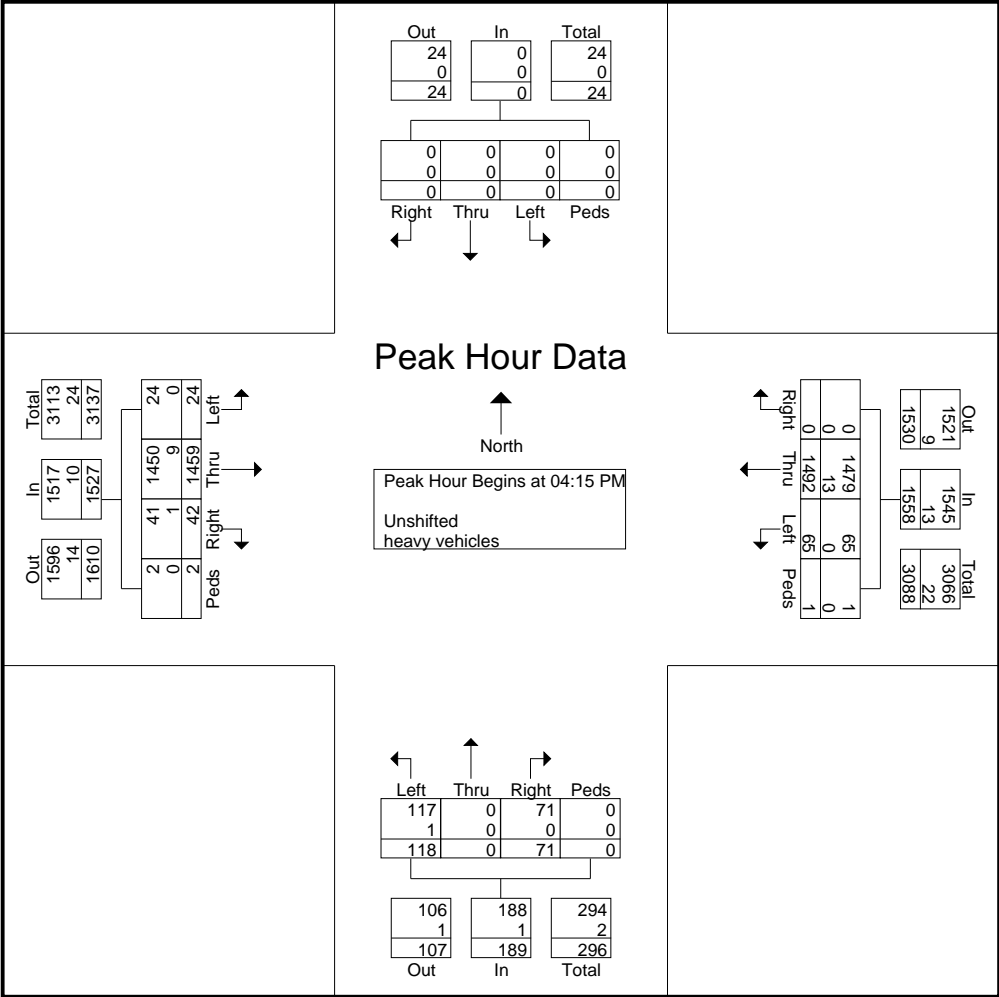 Out In Total
24 0 24
0 0 0
24 0 24
0 0 0 0
0 0 0 0
0 0 0 0
Right Thru Left Peds
Peak Hour Data
North
Peak Hour Begins at 04:15 PM
Unshifted
heavy vehicles
Total
3113
24
3137
In
1517
10
1527
Out
1596
14
1610
24 0 24 Left
1450 9 1459 Thru
41 1 42 Right
2 0 2 Peds
Right 0 0 0
Thru 1492 13 1479
Left 65 0 65
Peds 1 0 1
Out
1521
9
1530
In
1545
13
1558
Total
3066
22
3088
Left Thru Right Peds
117 0 71 0
1 0 0 0
118 0 71 0
106 188 294
1 1 2
107 189 296
Out In Total